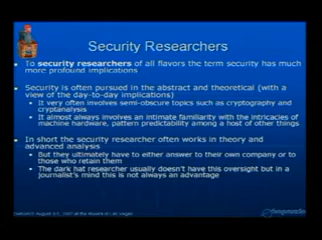 Security Researchers
To security researchers of all flavors the term security has much
more profound implications
Security is often pursued in the abstract and theoretical (with a
view of the day-to-day implications)
It very often involves semi-obscure topics such as cryptography and
cryptanalysis
It almost always involves an intimate familiarity with the intricacies of
machine hardware, pattern predictability among a host of other things
In short the security researcher often works in theory and
advanced analysis
But they ultimately have to either answer to their own company or to
those who retain them
The dark hat researcher usually doesn't have this oversight but in a
journalist's mind this is not always an advantage